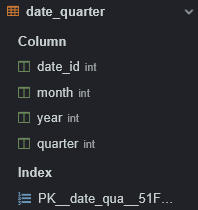 date_quarter
Column
date_id int
month int
year int
quarter int
Index
PK__date_qua__51F...